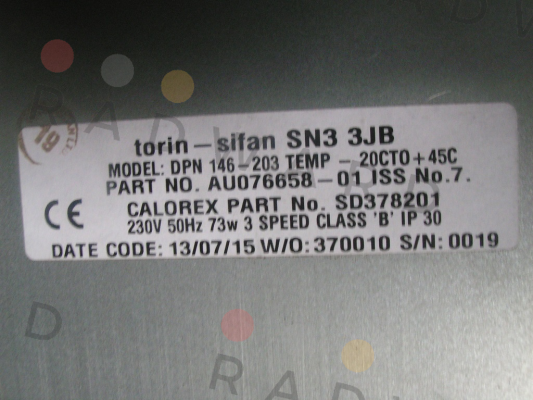 torin-sifan SN3 3JB
MODEL: DPN 146-203 TEMP -20CTO+45C
PART NO. AU076658-01 ISS No.7.
CALOREX PART No. SD378201
230V 50Hz 73w 3 SPEED CLASS 'B' IP 30
DATE CODE: 13/07/15 W/O: 370010 S/N: 0019
CE
19